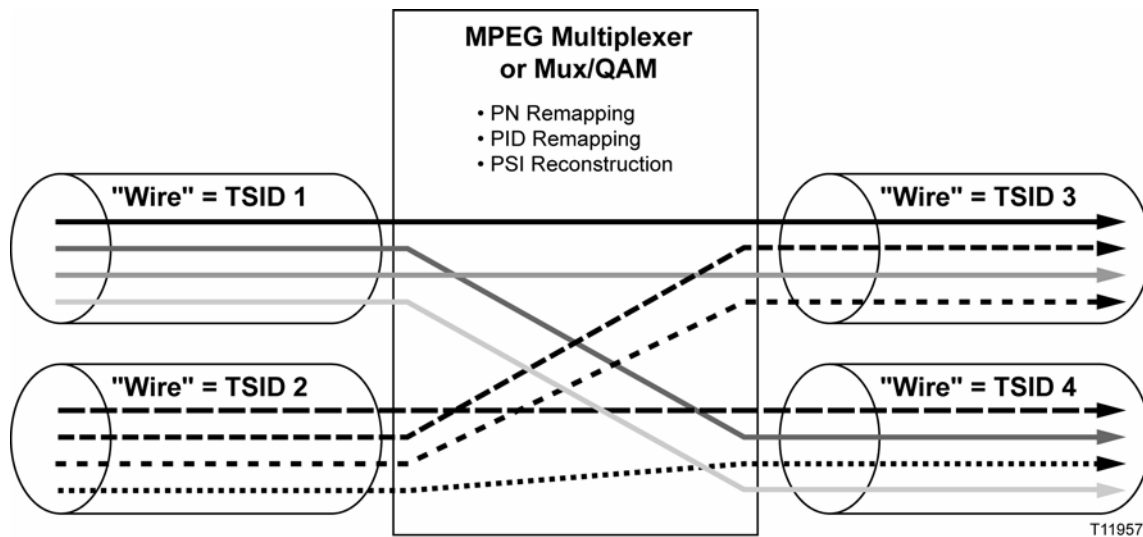 MPEG Multiplexer
or Mux/QAM
• PN Remapping
• PID Remapping
• PSI Reconstruction
"Wire" = TSID 1
"Wire" = TSID 3
"Wire" = TSID 2
"Wire" = TSID 4
T11957